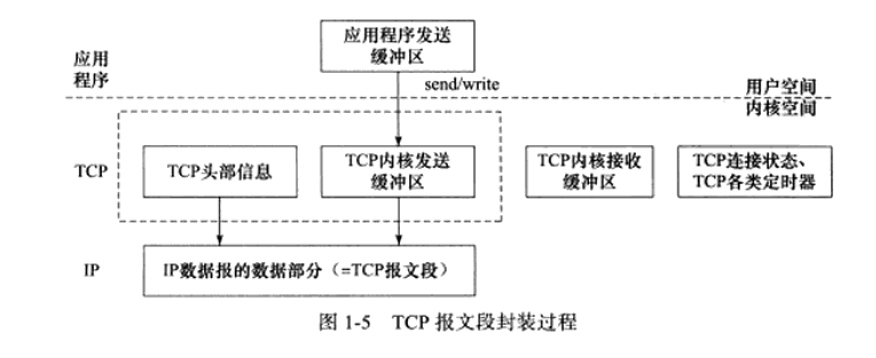 应用程序发送
缓冲区
应用
程序
send/write
用户空间
内核空间
TCP
TCP头部信息
TCP内核发送
缓冲区
TCP内核接收
缓冲区
TCP连接状态、
TCP各类定时器
IP
IP数据报的数据部分（=TCP报文段）
图 1-5 TCP 报文段封装过程